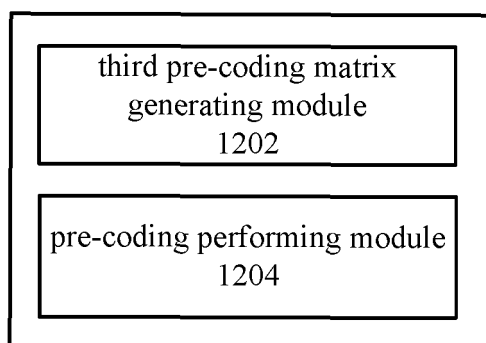 third pre-coding matrix
generating module
1202
pre-coding performing module
1204